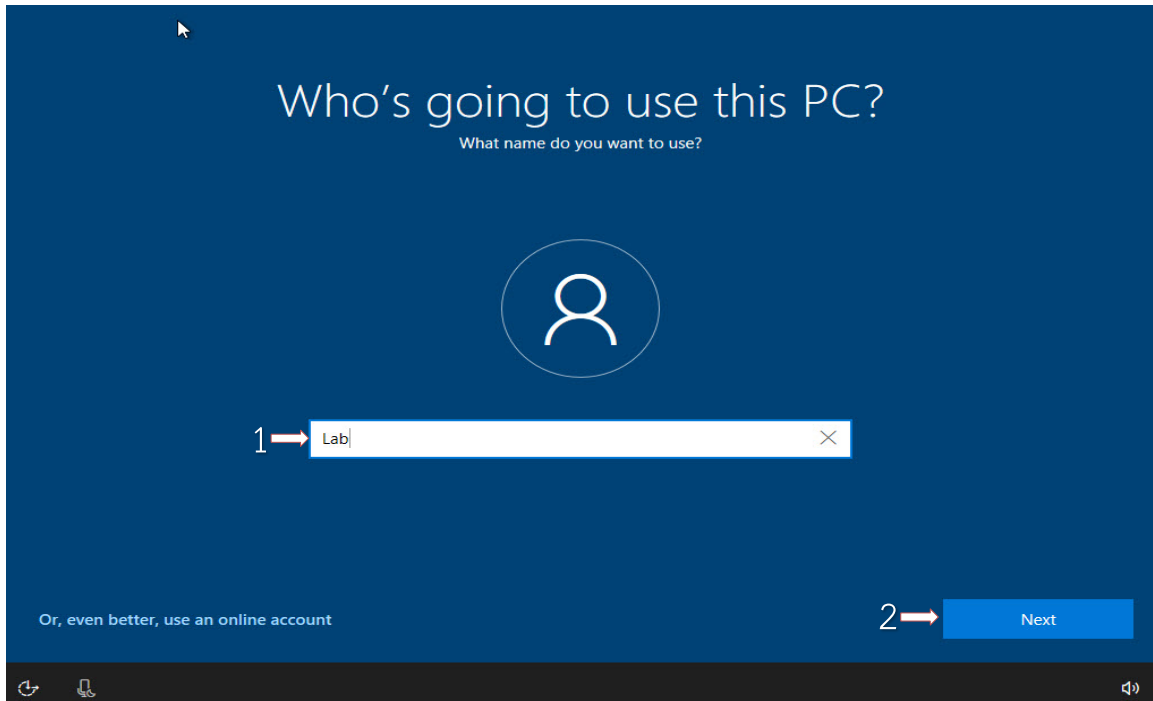 Who's going to use this PC?
What name do you want to use?
1
Lab
Or, even better, use an online account
2
Next